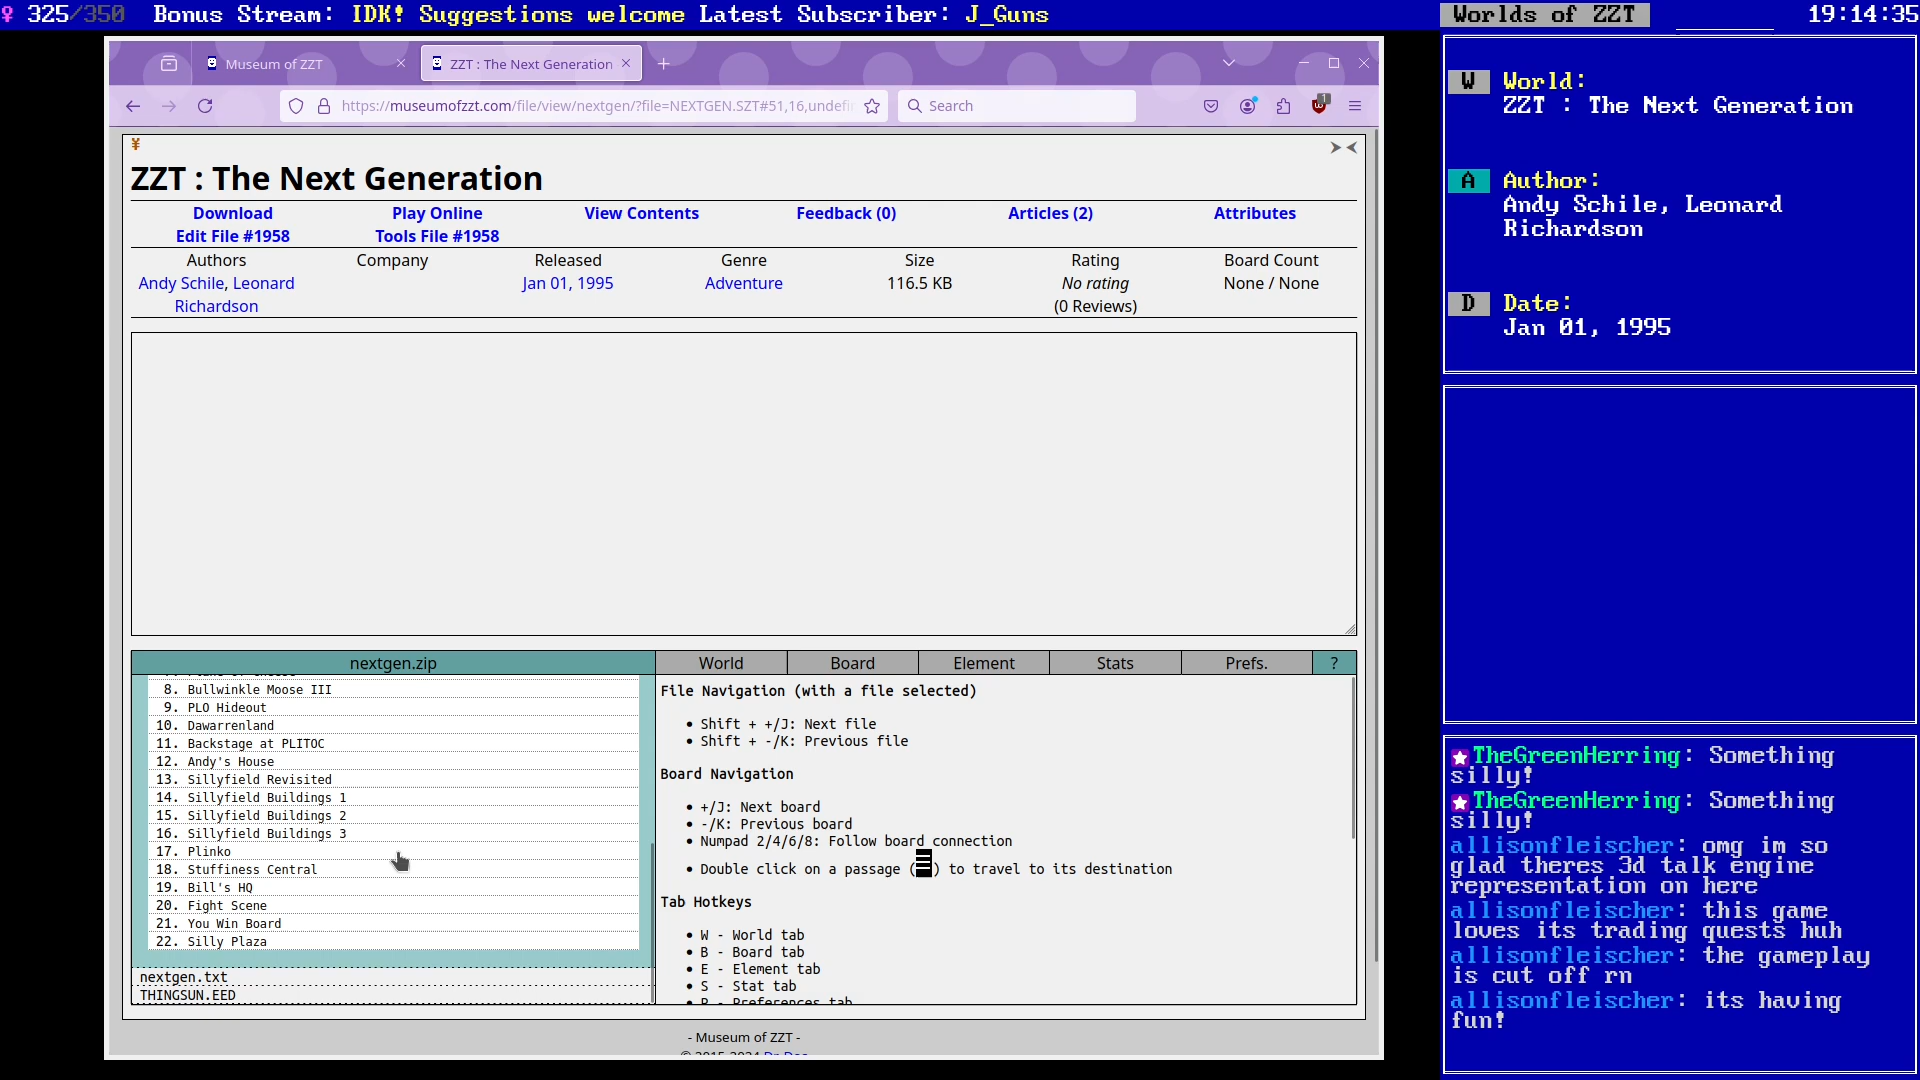 ♀ 325/350 Bonus Stream: IDK! Suggestions welcome Latest Subscriber: J_Guns
Worlds of ZZT
19:14:35
Museum of ZZT
ZZT : The Next Generation
https://museumofzzt.com/file/view/nextgen/?file=NEXTGEN.SZT#51,16,undefi
Search
¥
ZZT : The Next Generation
Download Play Online View Contents Feedback (0) Articles (2) Attributes
Edit File #1958 Tools File #1958
Authors Company Released Genre Size Rating Board Count
Andy Schile, Leonard Jan 01, 1995 Adventure 116.5 KB No rating None / None
Richardson (0 Reviews)
nextgen.zip World Board Element Stats Prefs. ?
8. Bullwinkle Moose III
9. PLO Hideout
10. Dawarrenland
11. Backstage at PLITOC
12. Andy's House
13. Sillyfield Revisited
14. Sillyfield Buildings 1
15. Sillyfield Buildings 2
16. Sillyfield Buildings 3
17. Plinko
18. Stuffiness Central
19. Bill's HQ
20. Fight Scene
21. You Win Board
22. Silly Plaza
nextgen.txt
THINGSUN.EED
File Navigation (with a file selected)
• Shift + +/J: Next file
• Shift + -/K: Previous file
Board Navigation
• +/J: Next board
• -/K: Previous board
• Numpad 2/4/6/8: Follow board connection
• Double click on a passage ( ) to travel to its destination
Tab Hotkeys
• W - World tab
• B - Board tab
• E - Element tab
• S - Stat tab
• P - Preferences tab
- Museum of ZZT -
© 2015-2024 Dr. Dos
W World:
ZZT : The Next Generation
A Author:
Andy Schile, Leonard
Richardson
D Date:
Jan 01, 1995
TheGreenHerring: Something
silly!
TheGreenHerring: Something
silly!
allisonfleischer: omg im so
glad theres 3d talk engine
representation on here
allisonfleischer: this game
loves its trading quests huh
allisonfleischer: the gameplay
is cut off rn
allisonfleischer: its having
fun!